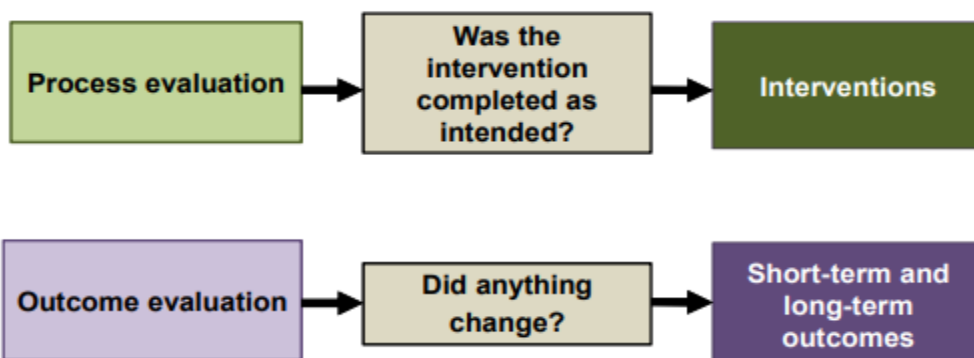 Process evaluation
Was the
intervention
completed as
intended?
Interventions
Outcome evaluation
Did anything
change?
Short-term and
long-term
outcomes